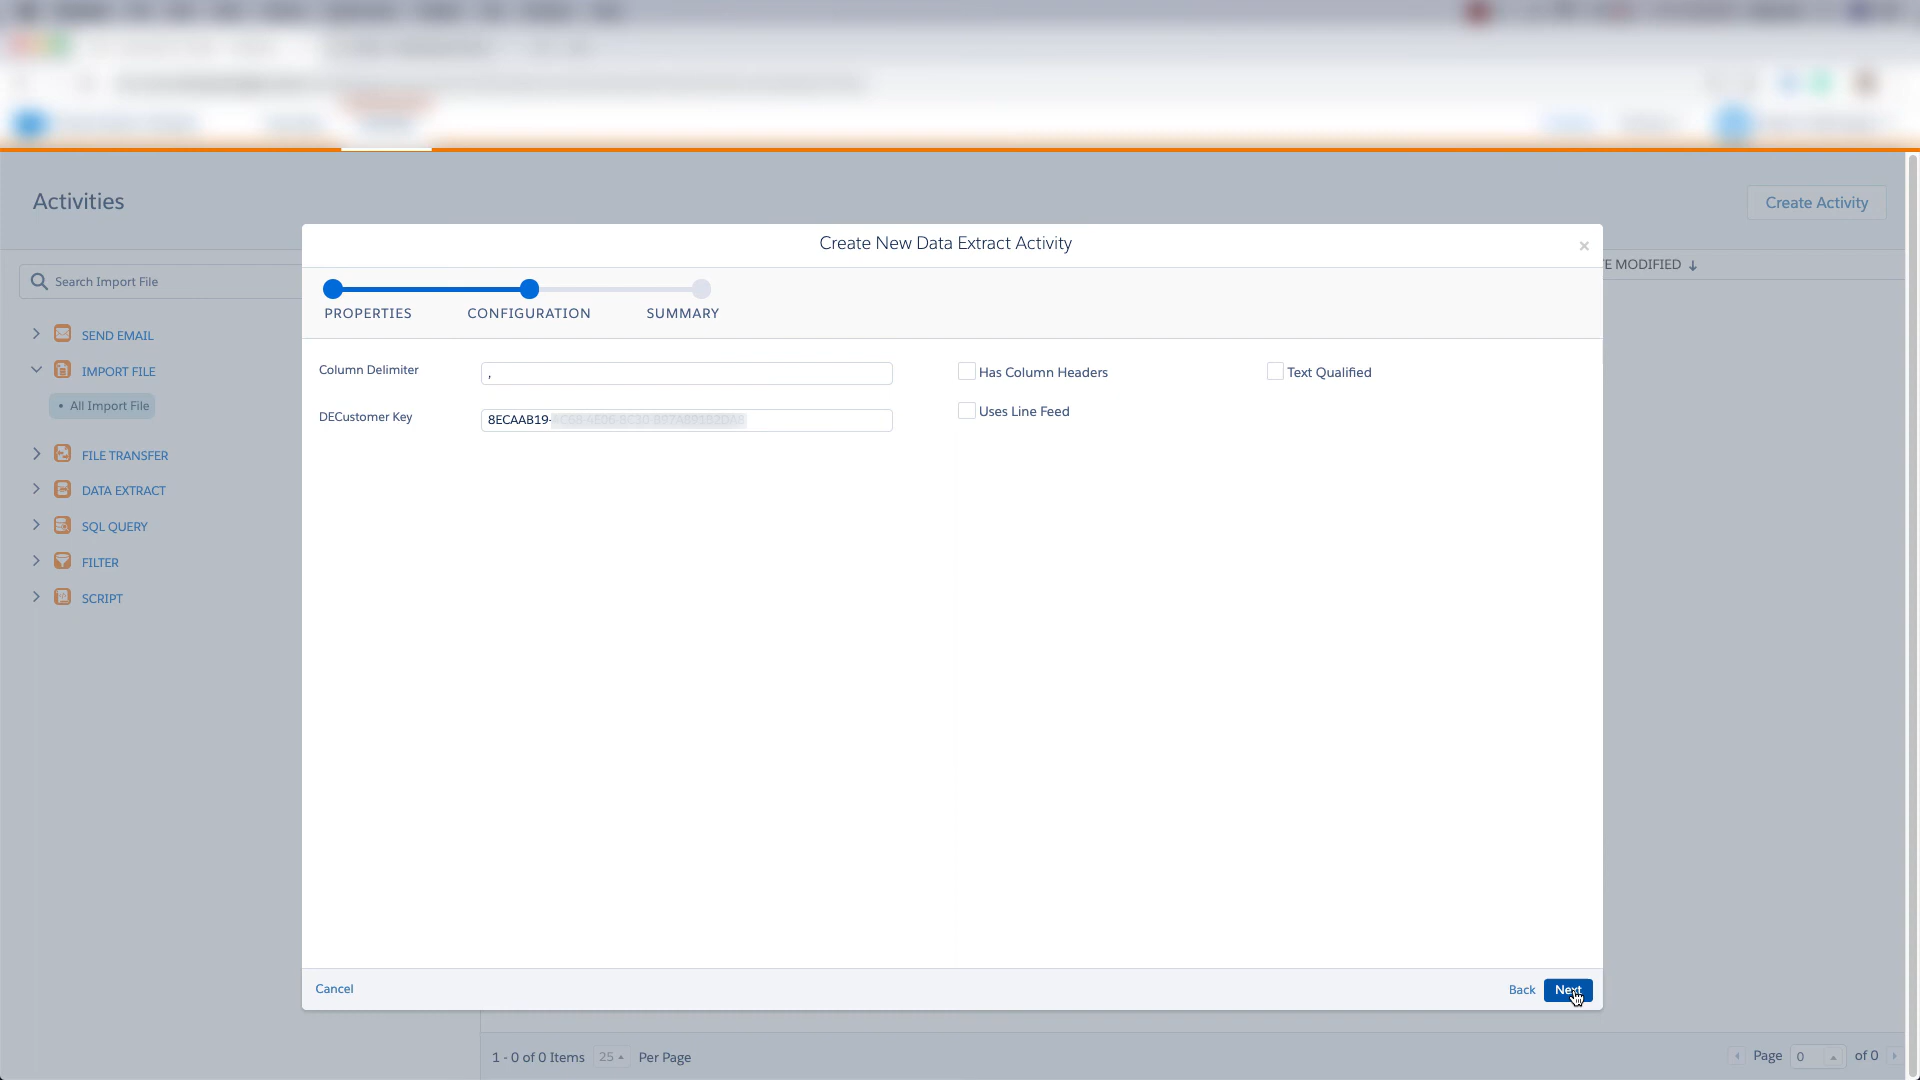 Activities
Create Activity
Create New Data Extract Activity
×
Search Import File
E MODIFIED ↓
PROPERTIES
CONFIGURATION
SUMMARY
SEND EMAIL
IMPORT FILE
• All Import File
FILE TRANSFER
DATA EXTRACT
SQL QUERY
FILTER
SCRIPT
Column Delimiter
,
Has Column Headers
Text Qualified
DECustomer Key
8ECAAB19-
Uses Line Feed
Cancel
Back
Next
1 - 0 of 0 Items 25 Per Page
Page 0 of 0